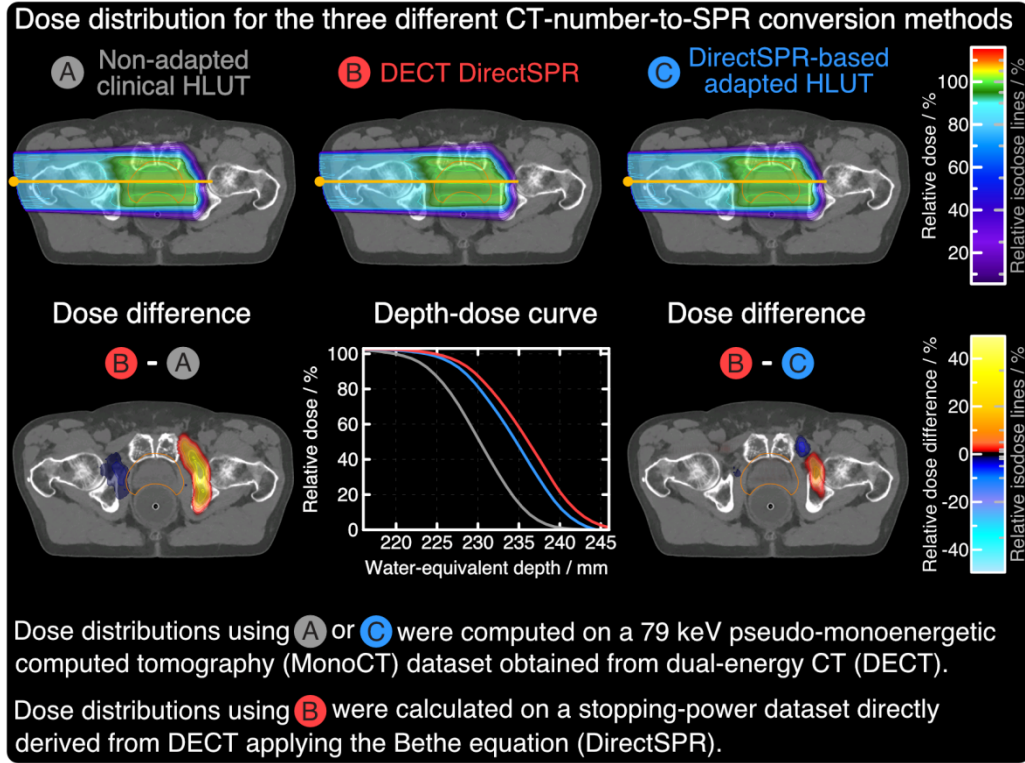 Dose distribution for the three different CT-number-to-SPR conversion methods
A Non-adapted
clinical HLUT
B DECT DirectSPR
C DirectSPR-based
adapted HLUT
Relative dose / %
100
80
60
40
20
Relative isodose lines / %
Dose difference
B - A
Depth-dose curve
Relative dose / %
100
80
60
40
20
0
220 225 230 235 240 245
Water-equivalent depth / mm
Dose difference
B - C
Relative dose difference / %
40
20
0
-20
-40
Relative isodose lines / %
Dose distributions using A or C were computed on a 79 keV pseudo-monoenergetic
computed tomography (MonoCT) dataset obtained from dual-energy CT (DECT).
Dose distributions using B were calculated on a stopping-power dataset directly
derived from DECT applying the Bethe equation (DirectSPR).